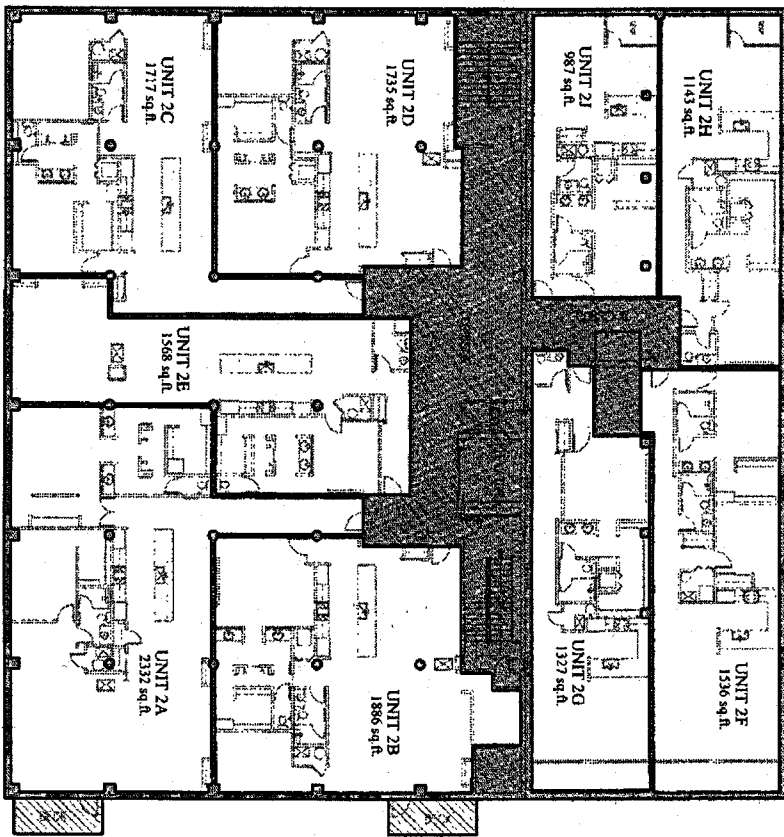 UNIT 2C
1717 sq.ft.
UNIT 2D
1735 sq.ft.
UNIT 2I
987 sq.ft.
UNIT 2H
1143 sq.ft.
UNIT 2E
1568 sq.ft.
UNIT 2A
2332 sq.ft.
UNIT 2B
1886 sq.ft.
UNIT 2G
1327 sq.ft.
UNIT 2F
1536 sq.ft.